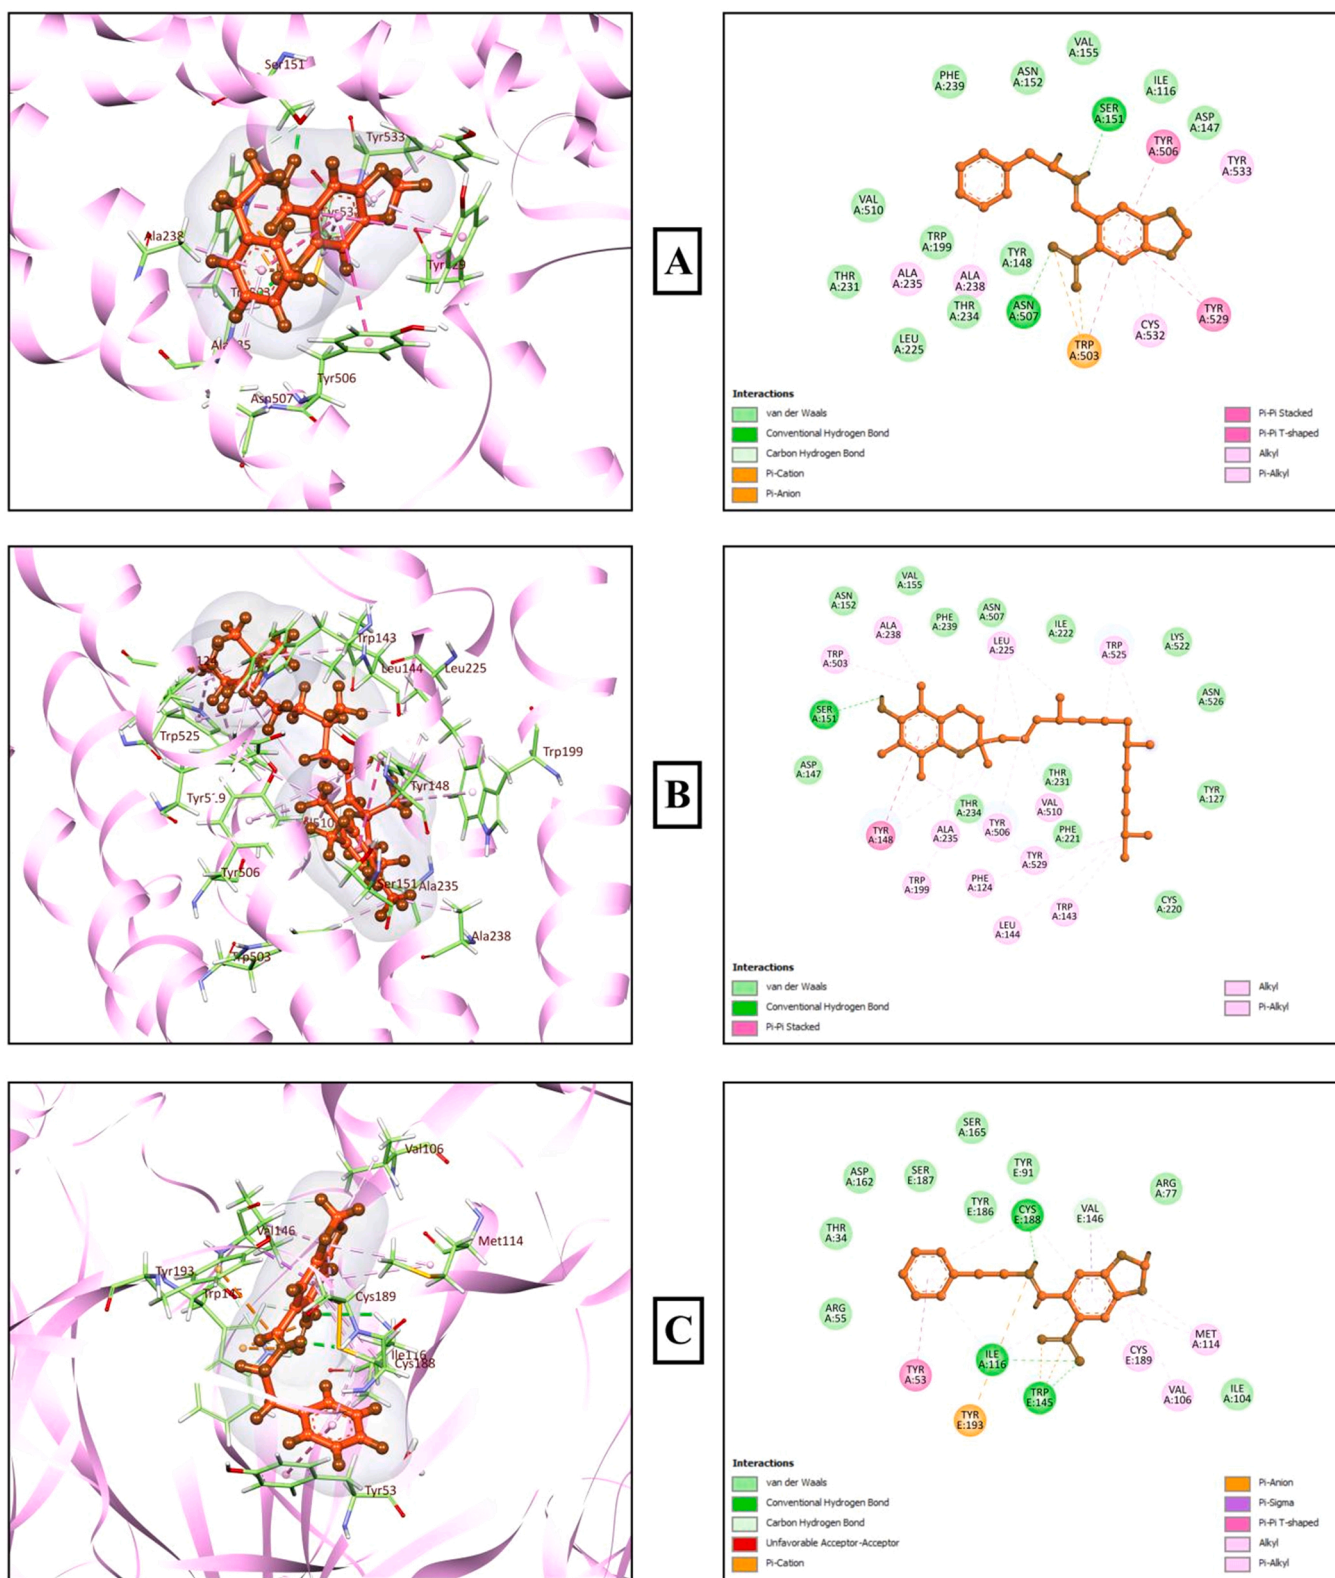 Ser151
Tyr533
Ala238
Tyr506
Asn507
A
VAL
A:155
PHE
A:239
ASN
A:152
ILE
A:116
SER
A:151
ASP
A:147
TYR
A:506
TYR
A:533
VAL
A:510
TRP
A:199
TYR
A:148
THR
A:231
ALA
A:235
ALA
A:238
THR
A:234
ASN
A:507
TYR
A:529
CYS
A:532
LEU
A:225
TRP
A:503
Interactions
van der Waals
Conventional Hydrogen Bond
Carbon Hydrogen Bond
Pi-Cation
Pi-Anion
Pi-Pi Stacked
Pi-Pi T-shaped
Alkyl
Pi-Alkyl
Trp143
Leu144
Leu225
Trp525
Trp199
Tyr148
Tyr506
Ser151
Ala235
Ala238
Trp503
B
VAL
A:155
ASN
A:152
ALA
A:238
PHE
A:239
ASN
A:507
ILE
A:222
LEU
A:225
TRP
A:525
LYS
A:522
TRP
A:503
ASN
A:526
SER
A:151
ASP
A:147
THR
A:231
TYR
A:127
THR
A:234
VAL
A:510
TYR
A:148
ALA
A:235
TYR
A:506
PHE
A:221
TYR
A:529
TRP
A:199
PHE
A:124
CYS
A:220
TRP
A:143
LEU
A:144
Interactions
van der Waals
Conventional Hydrogen Bond
Pi-Pi Stacked
Alkyl
Pi-Alkyl
Val106
Val146
Met114
Tyr193
Cys189
Ile116
Cys188
Tyr53
C
SER
A:165
ASP
A:162
SER
E:187
TYR
E:91
ARG
A:77
TYR
E:186
CYS
E:188
VAL
E:146
THR
A:34
ARG
A:55
MET
A:114
ILE
A:116
CYS
E:189
TYR
A:53
TRP
E:145
VAL
A:106
ILE
A:104
TYR
E:193
Interactions
van der Waals
Conventional Hydrogen Bond
Carbon Hydrogen Bond
Unfavorable Acceptor-Acceptor
Pi-Cation
Pi-Anion
Pi-Sigma
Pi-Pi T-shaped
Alkyl
Pi-Alkyl